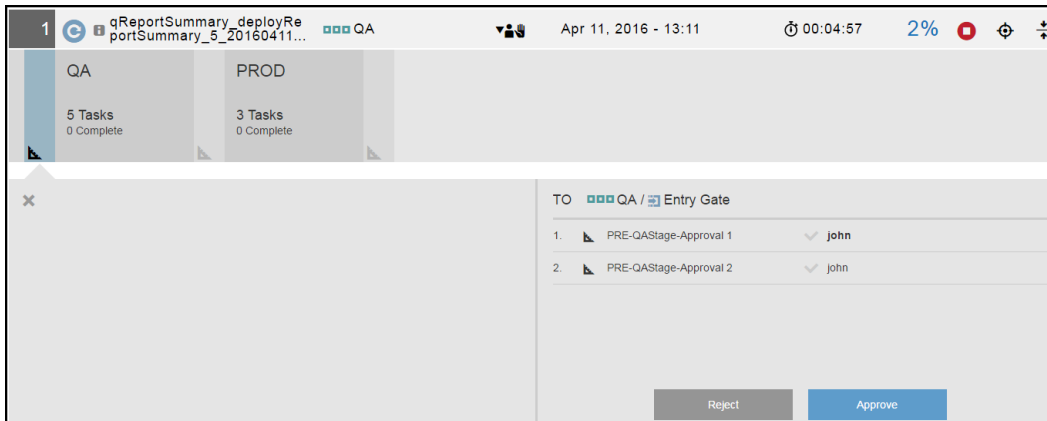 1 qReportSummary_deployRe QA Apr 11, 2016 - 13:11 00:04:57 2%
portSummary_5_20160411...
QA PROD
5 Tasks 3 Tasks
0 Complete 0 Complete
TO QA / Entry Gate
1. PRE-QAStage-Approval 1 john
2. PRE-QAStage-Approval 2 john
Reject Approve